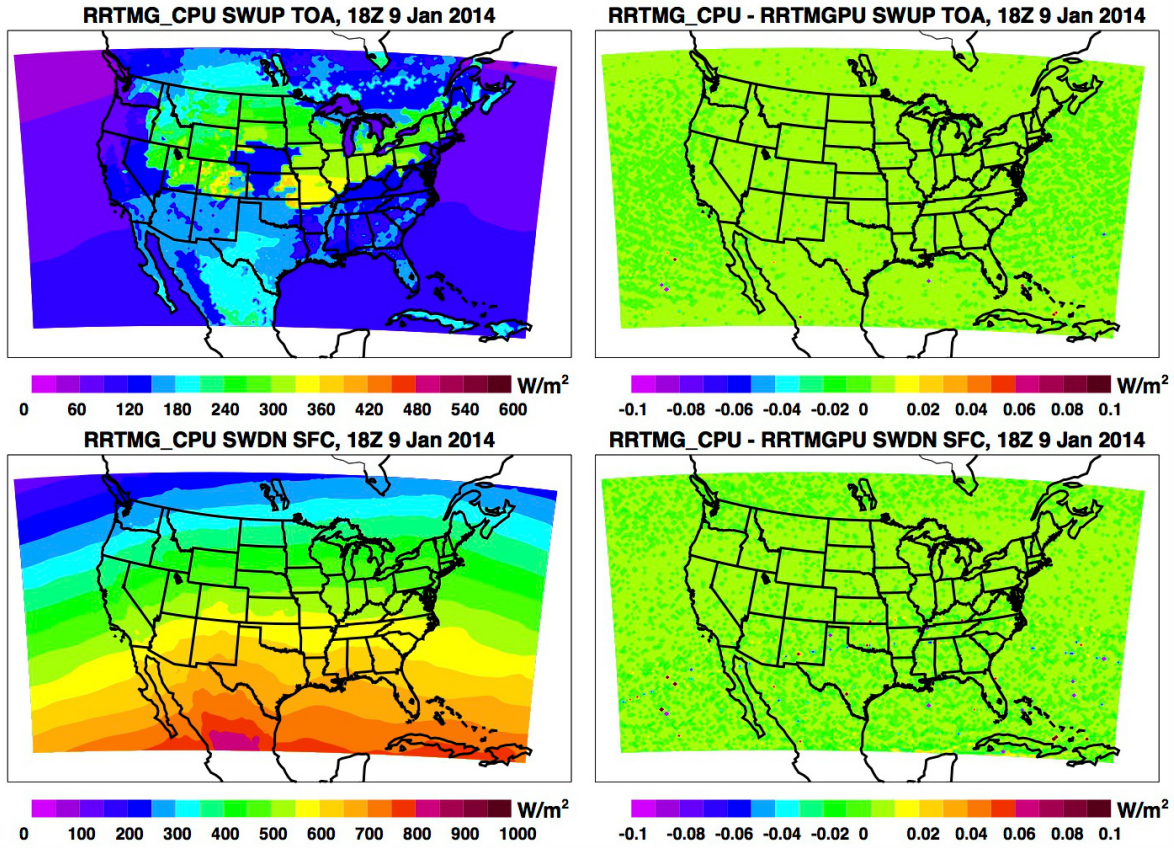 RRTMG_CPU SWUP TOA, 18Z 9 Jan 2014
RRTMG_CPU - RRTMGPU SWUP TOA, 18Z 9 Jan 2014
W/m²
0 60 120 180 240 300 360 420 480 540 600
W/m²
-0.1 -0.08 -0.06 -0.04 -0.02 0 0.02 0.04 0.06 0.08 0.1
RRTMG_CPU SWDN SFC, 18Z 9 Jan 2014
RRTMG_CPU - RRTMGPU SWDN SFC, 18Z 9 Jan 2014
W/m²
0 100 200 300 400 500 600 700 800 900 1000
W/m²
-0.1 -0.08 -0.06 -0.04 -0.02 0 0.02 0.04 0.06 0.08 0.1